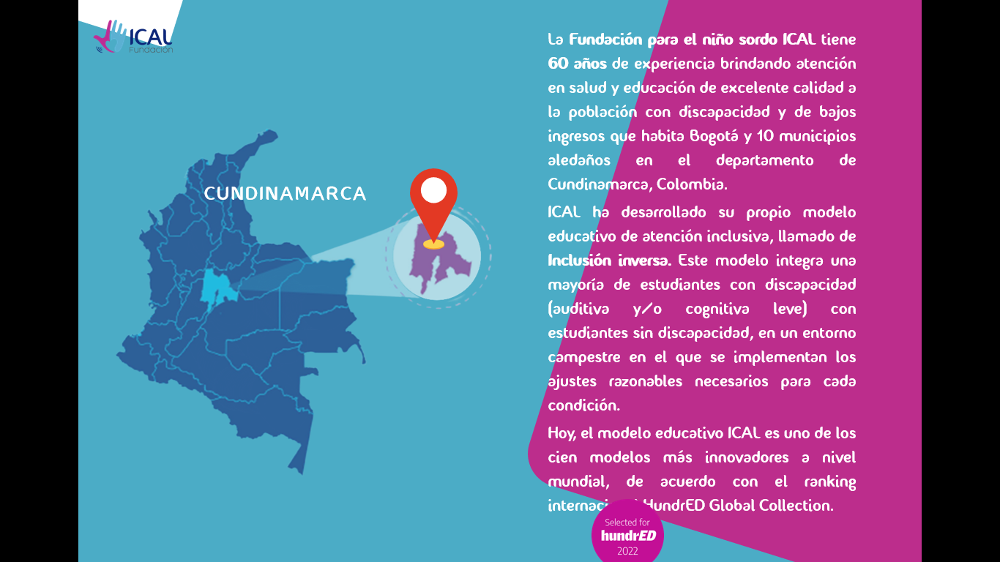 ICAL
Fundación
CUNDINAMARCA
La Fundación para el niño sordo ICAL tiene
60 años de experiencia brindando atención
en salud y educación de excelente calidad a
la población con discapacidad y de bajos
ingresos que habita Bogotá y 10 municipios
aledaños en el departamento de
Cundinamarca, Colombia.
ICAL ha desarrollado su propio modelo
educativo de atención inclusiva, llamado de
Inclusión inversa. Este modelo integra una
mayoría de estudiantes con discapacidad
(auditiva y/o cognitiva leve) con
estudiantes sin discapacidad, en un entorno
campestre en el que se implementan los
ajustes razonables necesarios para cada
condición.
Hoy, el modelo educativo ICAL es uno de los
cien modelos más innovadores a nivel
mundial, de acuerdo con el ranking
HundrED Global Collection.
Selected for
hundrED
2022